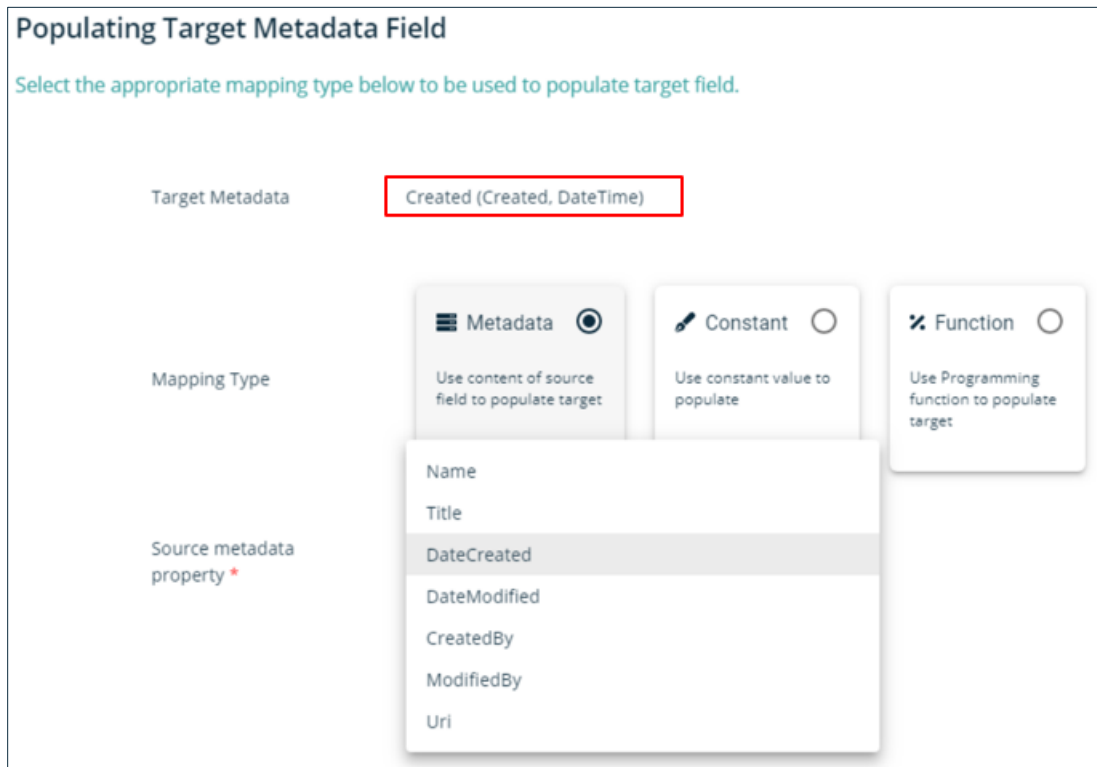 Populating Target Metadata Field
Select the appropriate mapping type below to be used to populate target field.
Target Metadata
Created (Created, DateTime)
Mapping Type
Metadata
Use content of source
field to populate target
Constant
Use constant value to
populate
Function
Use Programming
function to populate
target
Source metadata
property *
Name
Title
DateCreated
DateModified
CreatedBy
ModifiedBy
Uri